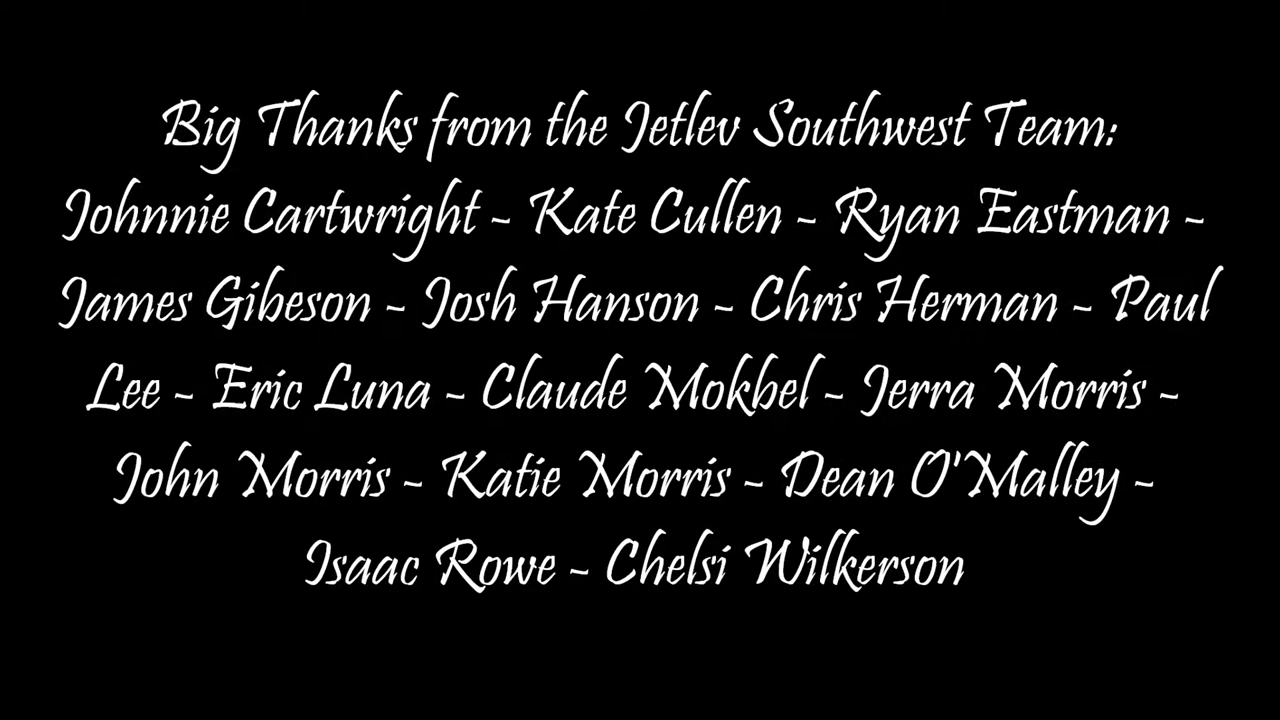 Big Thanks from the Jetlev Southwest Team:
Johnnie Cartwright - Kate Cullen - Ryan Eastman -
James Gibeson - Josh Hanson - Chris Herman - Paul
Lee - Eric Luna - Claude Mokbel - Jerra Morris -
John Morris - Katie Morris - Dean O'Malley -
Isaac Rowe - Chelsi Wilkerson